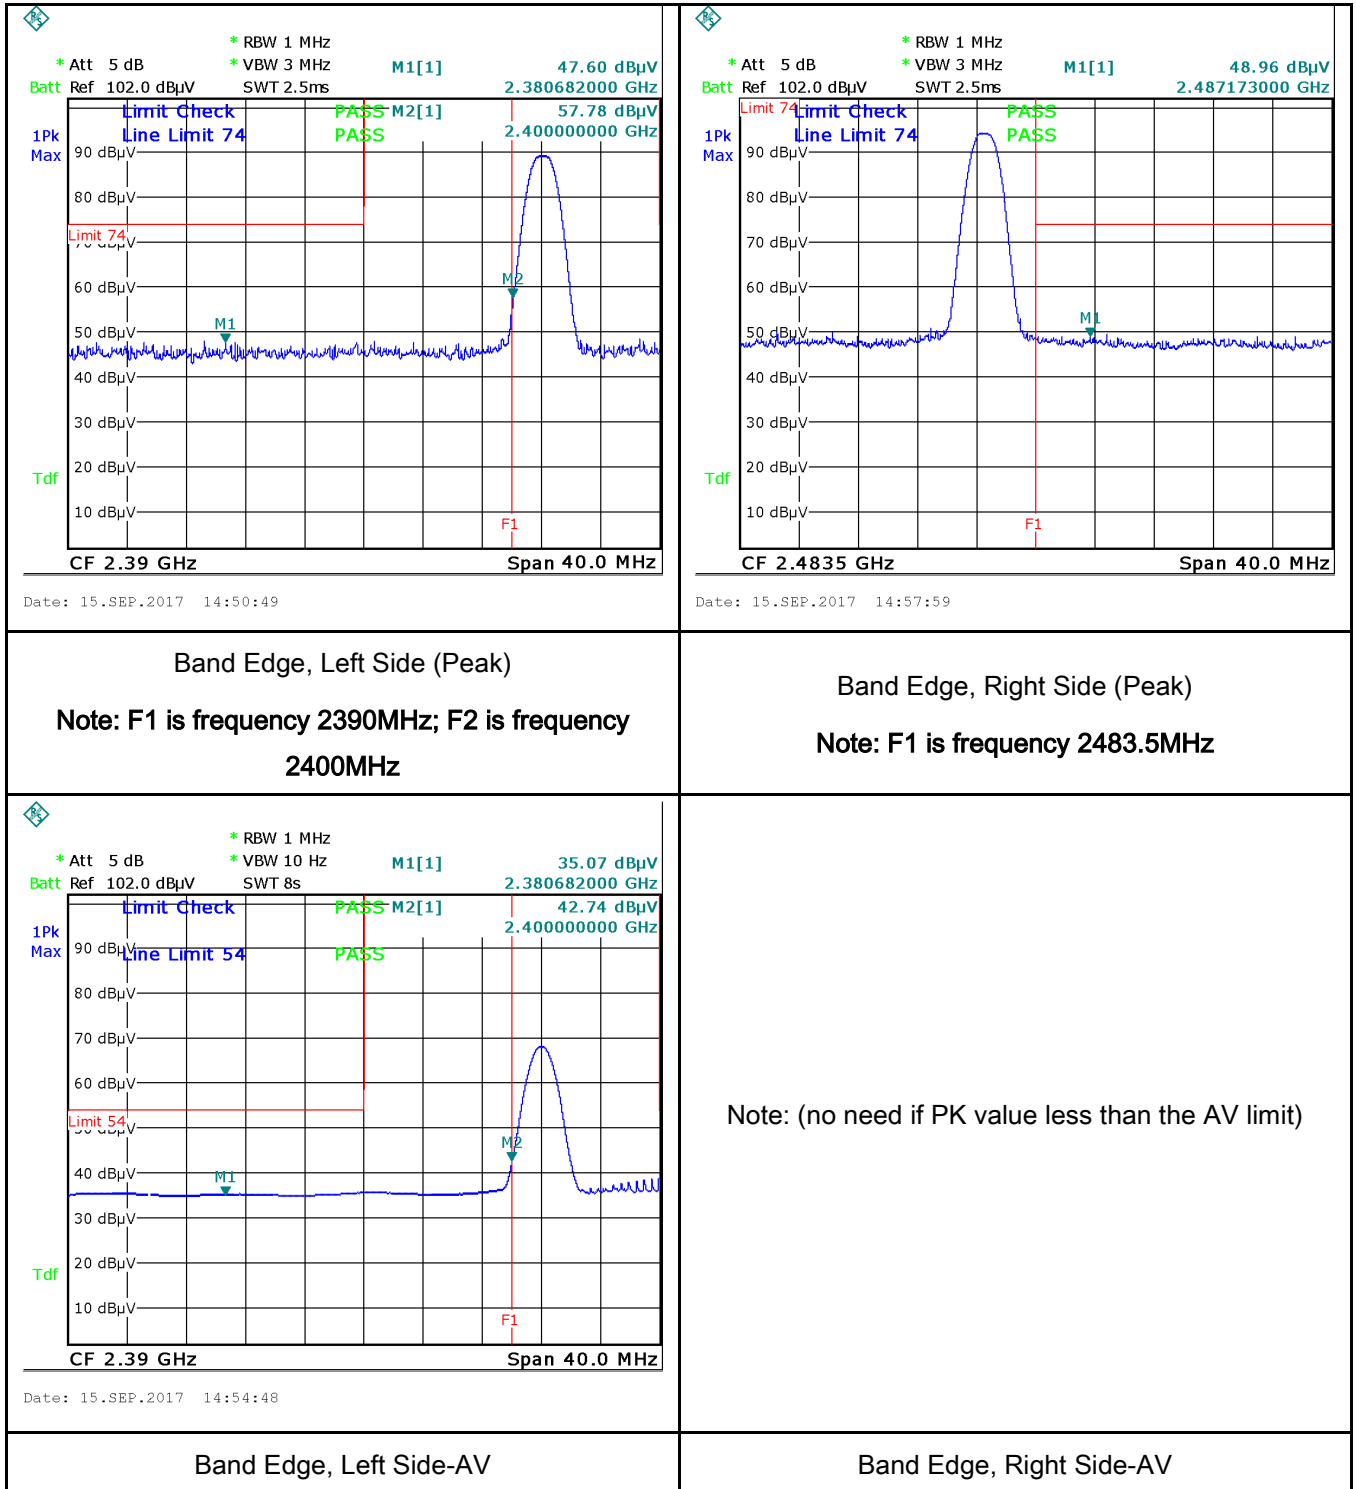 * RBW 1 MHz
* Att 5 dB * VBW 3 MHz M1[1] 47.60 dBµV
Batt Ref 102.0 dBµV SWT 2.5ms 2.380682000 GHz
Limit Check PASS M2[1] 57.78 dBµV
1Pk Line Limit 74 PASS 2.400000000 GHz
Max 90 dBµV
80 dBµV
Limit 74
70 dBµV
M2
60 dBµV
M1
50 dBµV
40 dBµV
30 dBµV
Tdf 20 dBµV
10 dBµV
F1
CF 2.39 GHz Span 40.0 MHz
Date: 15.SEP.2017 14:50:49
* RBW 1 MHz
* Att 5 dB * VBW 3 MHz M1[1] 48.96 dBµV
Batt Ref 102.0 dBµV SWT 2.5ms 2.487173000 GHz
Limit 74 Limit Check PASS
1Pk Line Limit 74 PASS
Max 90 dBµV
80 dBµV
70 dBµV
60 dBµV
M1
50 dBµV
40 dBµV
30 dBµV
Tdf 20 dBµV
10 dBµV
F1
CF 2.4835 GHz Span 40.0 MHz
Date: 15.SEP.2017 14:57:59
Band Edge, Left Side (Peak)
Note: F1 is frequency 2390MHz; F2 is frequency
2400MHz
Band Edge, Right Side (Peak)
Note: F1 is frequency 2483.5MHz
* RBW 1 MHz
* Att 5 dB * VBW 10 Hz M1[1] 35.07 dBµV
Batt Ref 102.0 dBµV SWT 8s 2.380682000 GHz
Limit Check PASS M2[1] 42.74 dBµV
1Pk 2.400000000 GHz
Max 90 dBµV Line Limit 54 PASS
80 dBµV
70 dBµV
60 dBµV
Limit 54
50 dBµV
M2
40 dBµV
M1
30 dBµV
Tdf 20 dBµV
10 dBµV
F1
CF 2.39 GHz Span 40.0 MHz
Date: 15.SEP.2017 14:54:48
Note: (no need if PK value less than the AV limit)
Band Edge, Left Side-AV
Band Edge, Right Side-AV